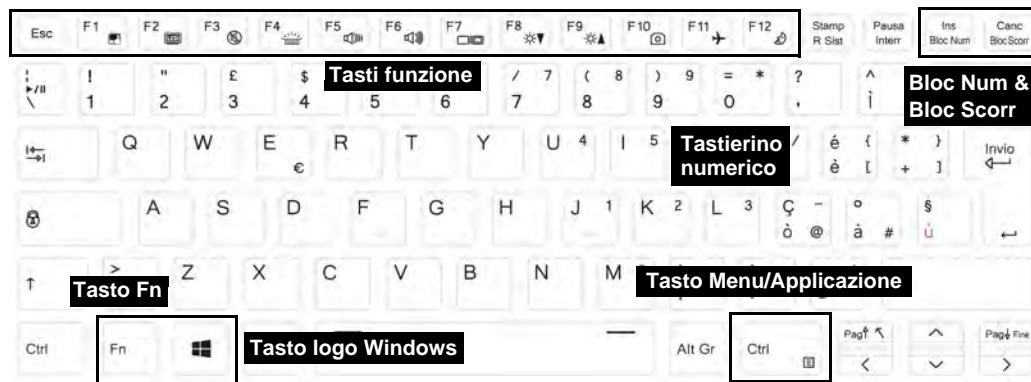 Esc F1 F2 F3 F4 F5 F6 F7 F8 F9 F10 F11 F12 Stamp Pausa Ins Canc
R Sist Interr Bloc Num Bloc Scorr
Tasti funzione
! " £ $ / 7 ( 8 ) 9 = * ? ^
\ 1 2 3 4 5 6 7 8 9 0 ' ì
Bloc Num &
Bloc Scorr
Q W E R T Y U 4 I 5 / é { * } Invio
€ è [ + ]
Tastierino
numerico
A S D F G H J 1 K 2 L 3 Ç ° §
ò @ à # ù
↑ > Z X C V B N M
Tasto Fn
Tasto Menu/Applicazione
Ctrl Fn Alt Gr Ctrl Pag Pag Fine
Tasto logo Windows